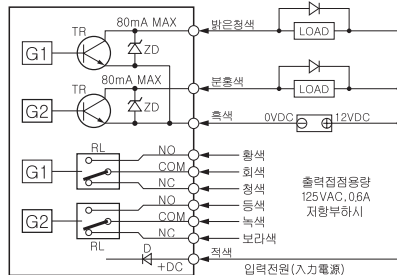 80mA MAX
TR
G1
ZD
밝은청색
LOAD
80mA MAX
TR
G2
ZD
분홍색
LOAD
흑색
0VDC
12VDC
RL
G1
NO
COM
NC
황색
회색
청색
G2
RL
NO
COM
NC
등색
녹색
보라색
출력접점용량
125VAC, 0.6A
저항부하시
D
+DC
적색
입력전원(入力電源)